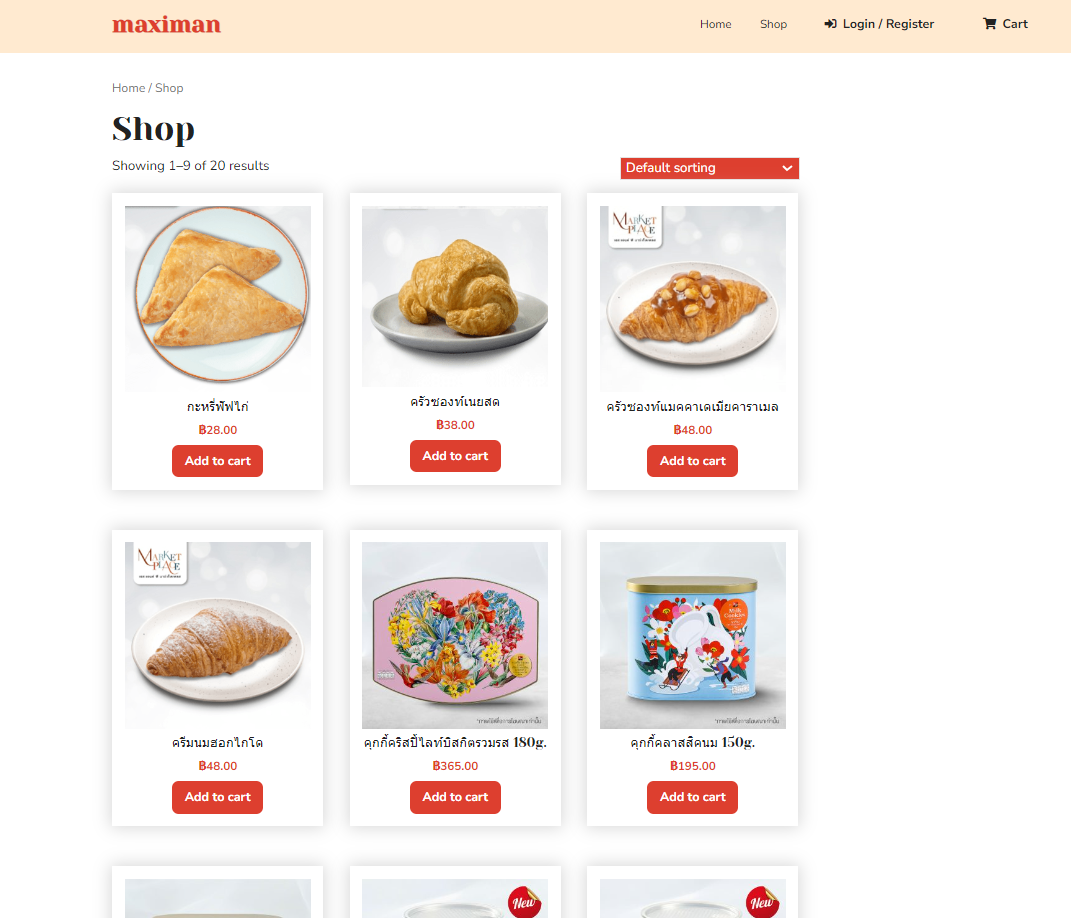 maximan
Home
Shop
Login / Register
Cart
Home / Shop
Shop
Showing 1–9 of 20 results
Default sorting
MARKET
PLACE
กะหรี่พัฟไก่
ครัวซองท์เนยสด
ครัวซองท์แมคคาเดเมียคาราเมล
฿28.00
฿38.00
฿48.00
Add to cart
Add to cart
Add to cart
MARKET
PLACE
Milk
Cookies
ครีมนมฮอกไกโด
คุกกี้คริสปี้ไลท์บิสกิตรวมรส 180g.
คุกกี้คลาสสิคนม 150g.
฿48.00
฿365.00
฿195.00
Add to cart
Add to cart
Add to cart
New
New